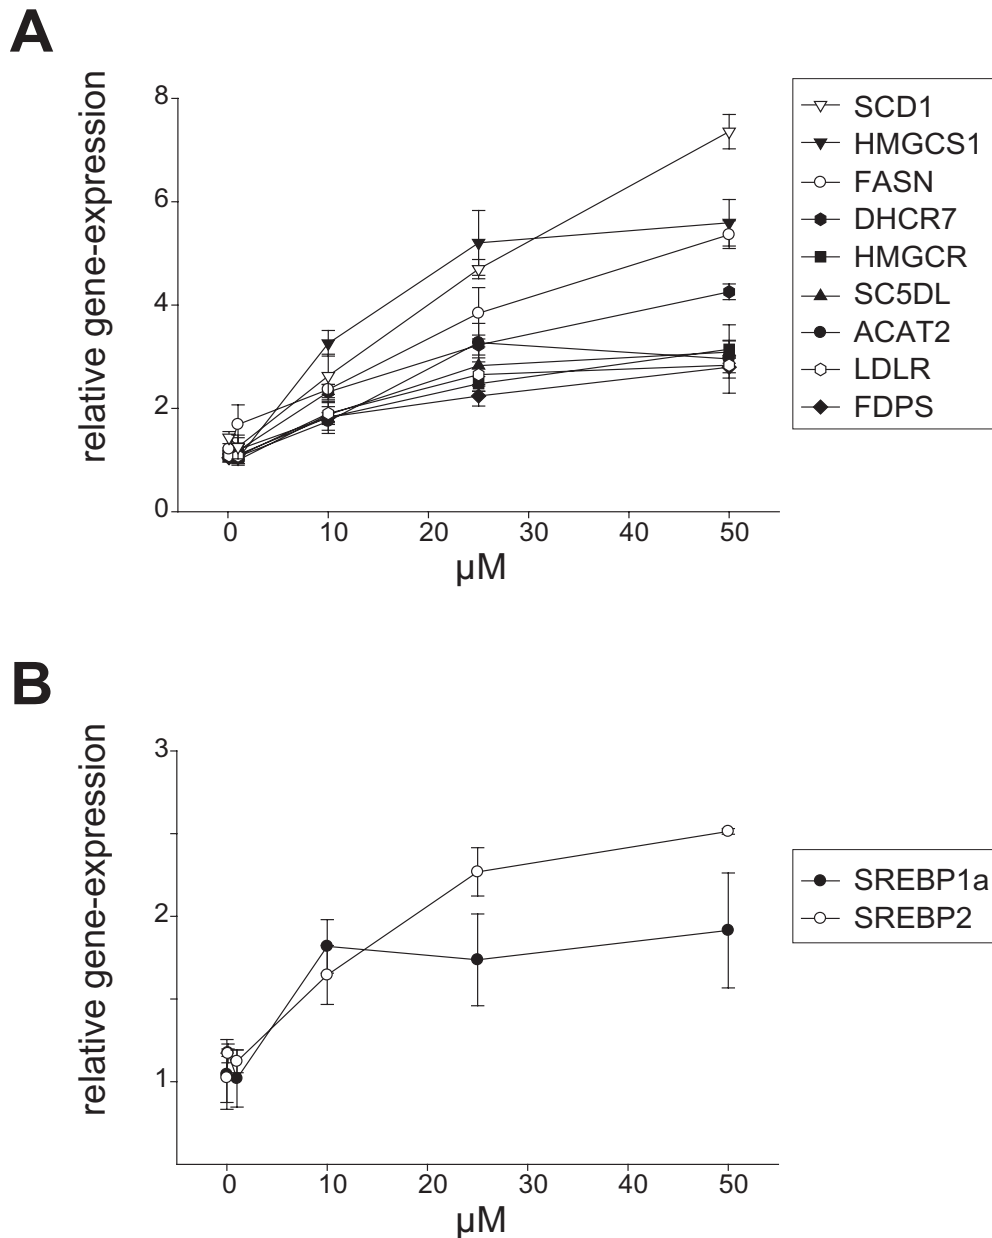 A
relative gene-expression
8
6
4
2
0
0 10 20 30 40 50
µM
SCD1
HMGCS1
FASN
DHCR7
HMGCR
SC5DL
ACAT2
LDLR
FDPS
B
relative gene-expression
3
2
1
0 10 20 30 40 50
µM
SREBP1a
SREBP2